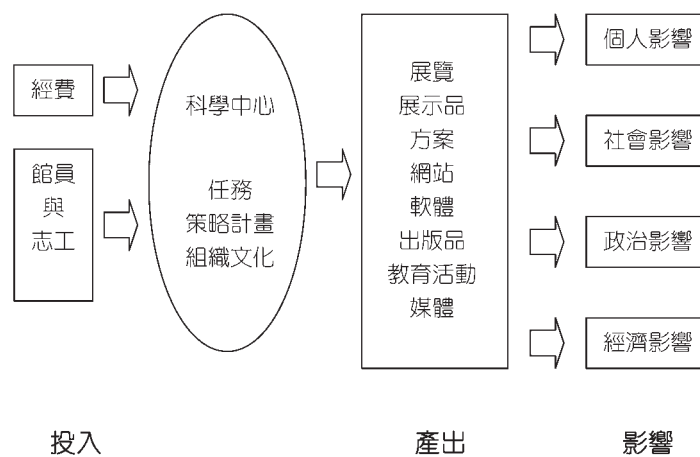 經費
館員
與
志工
科學中心
任務
策略計畫
組織文化
展覽
展示品
方案
網站
軟體
出版品
教育活動
媒體
個人影響
社會影響
政治影響
經濟影響
投入
產出
影響